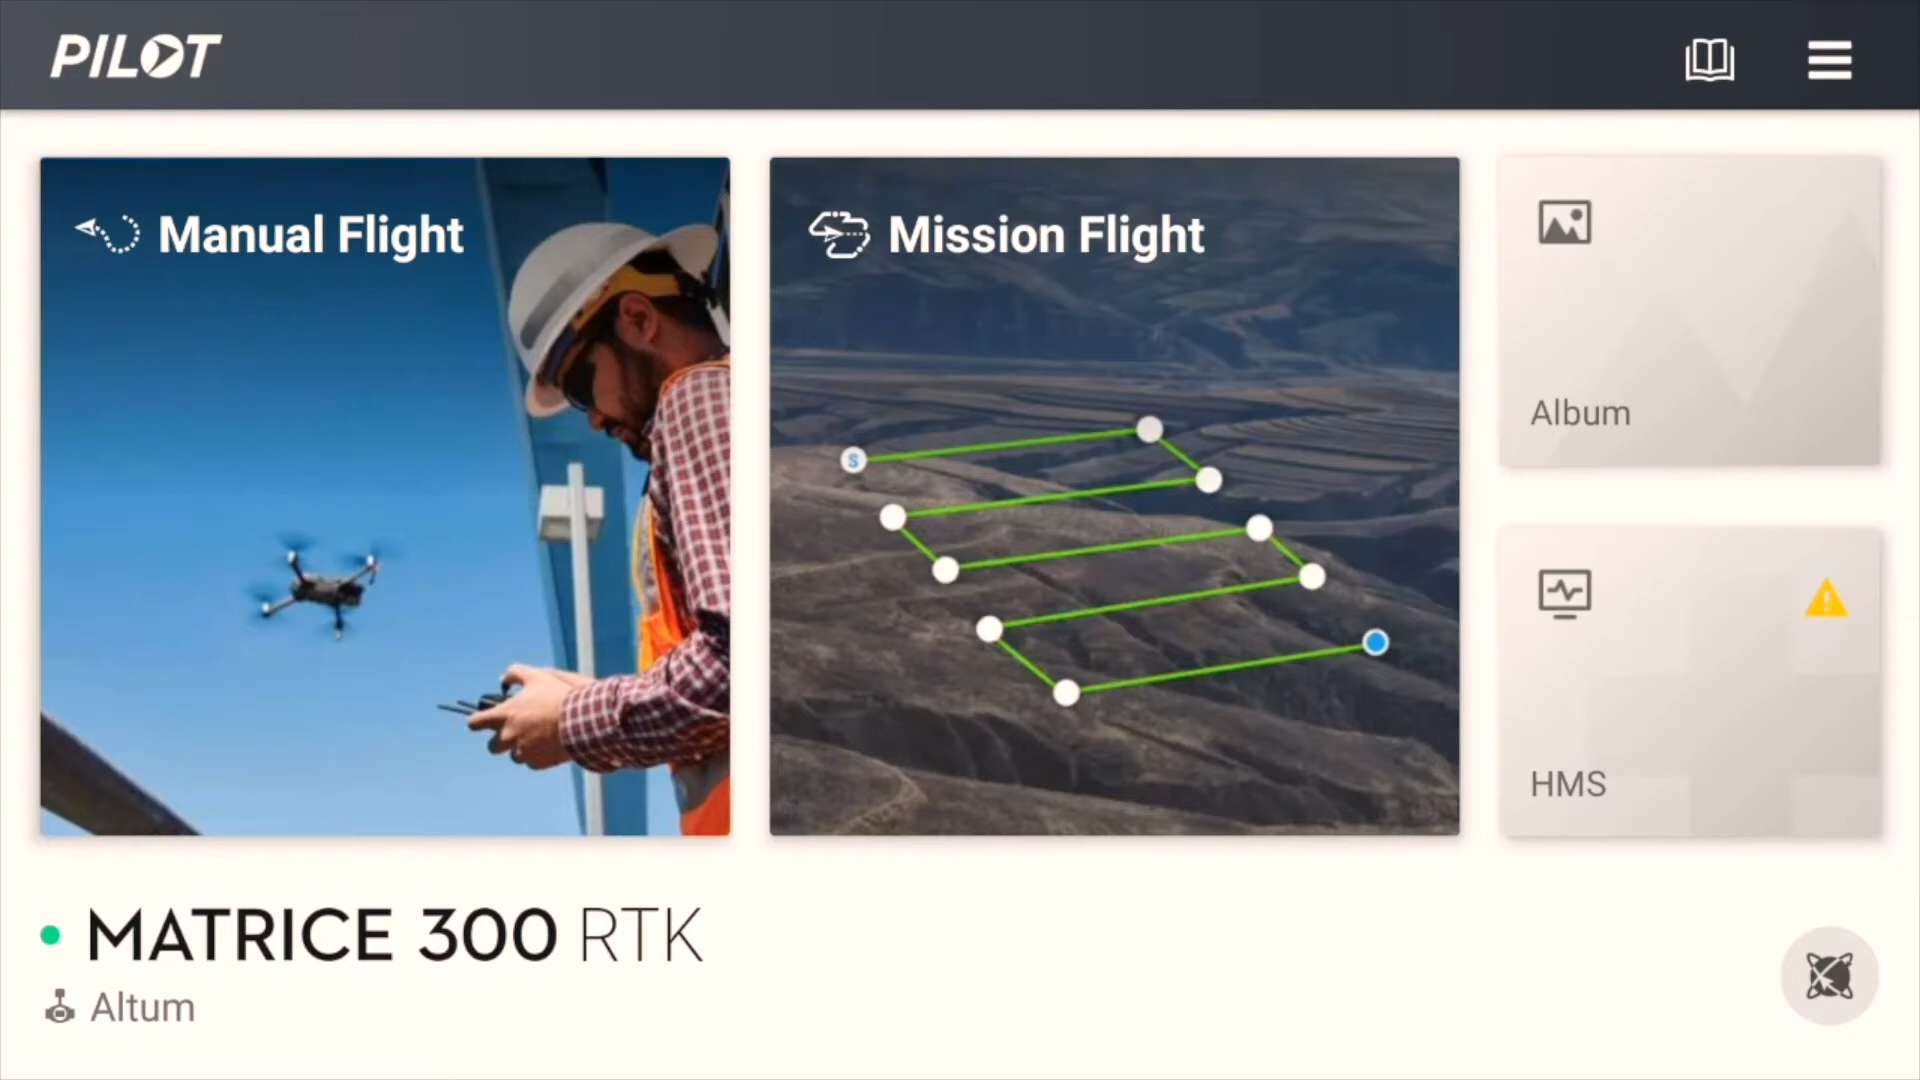 PILOT
Manual Flight
Mission Flight
Album
S
HMS
MATRICE 300 RTK
Altum